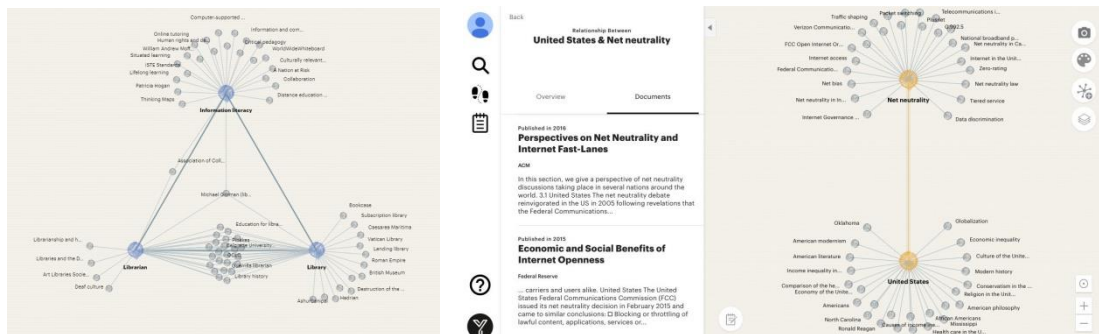 Computer-supported ...
Online tutoring
Information and com...
Human rights and de...
Critical pedagogy
William Andrew Moff...
WorldWideWhiteboard
Situated learning
Culturally relevant...
ISTE Standards
A Nation at Risk
Lifelong learning
Collaboration
Patricia Hogan
Distance education ...
Thinking Maps
Information literacy
Association of Coll...
Michael Gorman (lib...
Bookcase
Subscription library
Education for libra...
Caesarea Maritima
Librarianship and h...
Vatican Library
Lending library
Libraries and the D...
Roman Empire
Librarian
Library
British Museum
Art Libraries Socie...
Library history
Destruction of the ...
Deaf culture
Hadrian
Back
Relationship Between
United States & Net neutrality
Overview
Documents
Published in 2016
Perspectives on Net Neutrality and
Internet Fast-Lanes
ACM
In this section, we give a perspective of net neutrality
discussions taking place in several nations around the
world. 3.1 United States The net neutrality debate
reinvigorated in the US in 2005 following revelations that
the Federal Communications...
Published in 2015
Economic and Social Benefits of
Internet Openness
Federal Reserve
... carriers and users alike. United States The United
States Federal Communications Commission (FCC)
issued its net neutrality decision in February 2015 and
came to similar conclusions: ☐ Blocking or throttling of
lawful content, applications, services or...
Packet switching
Telecommunications i...
Traffic shaping
Verizon Communicatio...
National broadband p...
FCC Open Internet Or...
Net neutrality in Ca...
Internet access
Internet in the Unit...
Federal Communicatio...
Zero-rating
Net bias
Net neutrality law
Net neutrality in In...
Net neutrality
Tiered service
Internet Governance ...
Data discrimination
Oklahoma
Globalization
American modernism
Economic inequality
American literature
Culture of the Unite...
Income inequality in...
Modern history
Comparison of the he...
United States
Conservatism in the ...
Economy of the Unite...
Religion in the Unit...
Americans
American philosophy
African Americans
North Carolina
Mississippi
Ronald Reagan
Health care in the U...